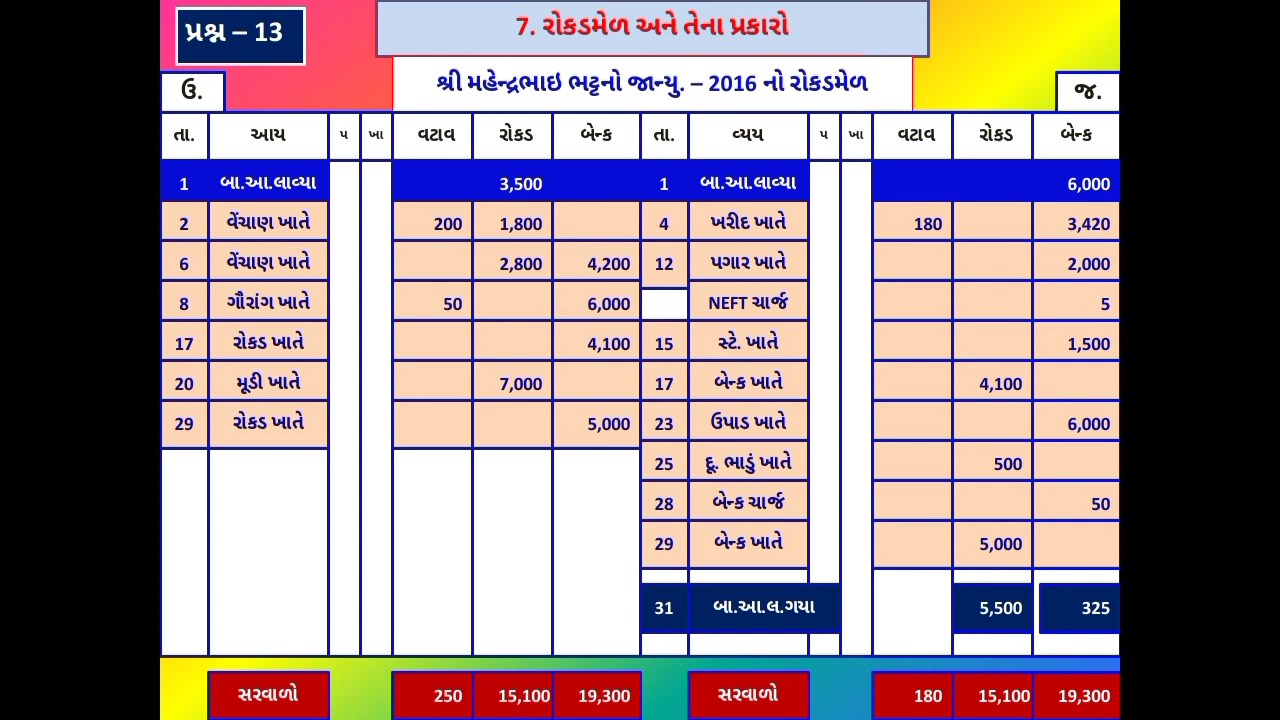 પ્રશ્ન – 13
7. રોકડમેળ અને તેના પ્રકારો
શ્રી મહેન્દ્રભાઇ ભટ્ટનો જાન્યુ. – 2016 નો રોકડમેળ
ઉ. જ.
તા. આય પ ખા વટાવ રોકડ બેન્ક તા. વ્યય પ ખા વટાવ રોકડ બેન્ક
1 બા.આ.લાવ્યા 3,500 1 બા.આ.લાવ્યા 6,000
2 વેંચાણ ખાતે 200 1,800 4 ખરીદ ખાતે 180 3,420
6 વેંચાણ ખાતે 2,800 4,200 12 પગાર ખાતે 2,000
8 ગૌરાંગ ખાતે 50 6,000 NEFT ચાર્જ 5
17 રોકડ ખાતે 4,100 15 સ્ટે. ખાતે 1,500
20 મૂડી ખાતે 7,000 17 બેન્ક ખાતે 4,100
29 રોકડ ખાતે 5,000 23 ઉપાડ ખાતે 6,000
25 દૂ. ભાડું ખાતે 500
28 બેન્ક ચાર્જ 50
29 બેન્ક ખાતે 5,000
31 બા.આ.લ.ગયા 5,500 325
સરવાળો 250 15,100 19,300 સરવાળો 180 15,100 19,300